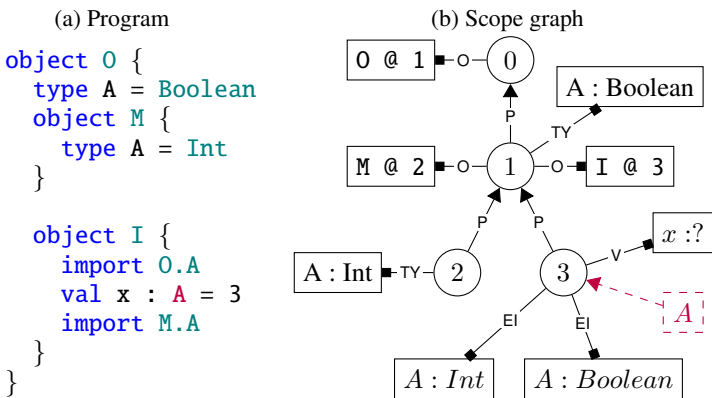 (a) Program
object O {
type A = Boolean
object M {
type A = Int
}
object I {
import O.A
val x : A = 3
import M.A
}
}
(b) Scope graph
O @ 1
O
0
A : Boolean
P
TY
M @ 2
O
1
O
I @ 3
P
P
x :?
A : Int
TY
2
3
V
A
EI
EI
A : Int
A : Boolean